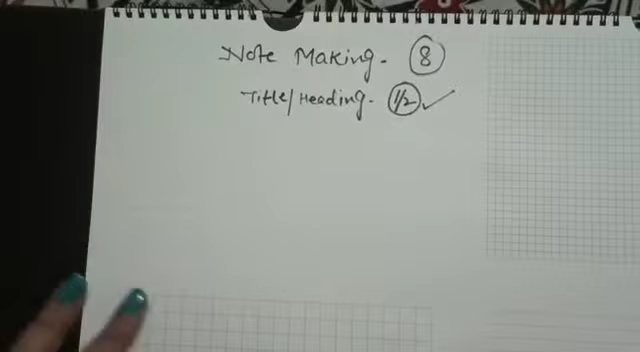 Note Making. 8
Title/Heading. 1/2 ✓